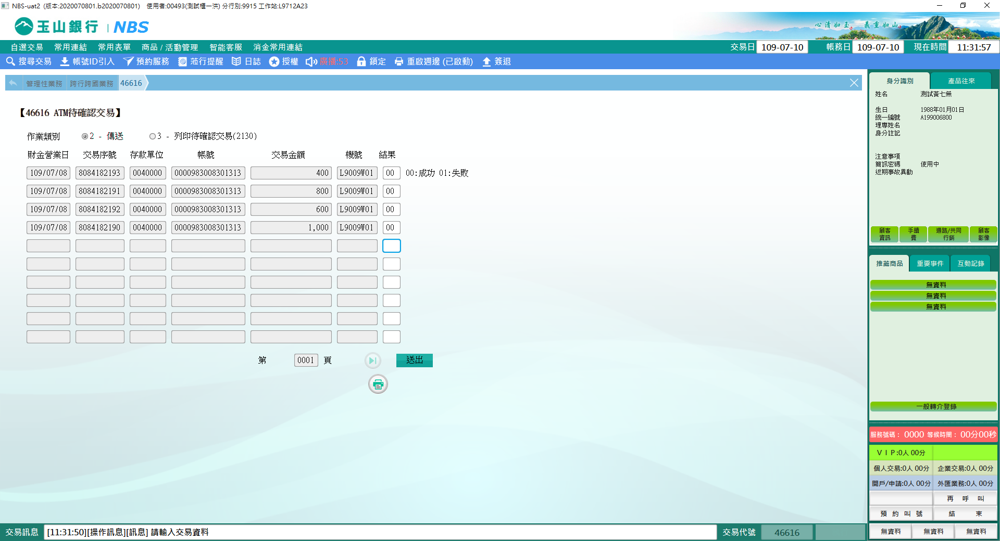 NBS-uat2 (版本:2020070801.b2020070801) 使用者:00493(測試櫃一洪) 分行別:9915 工作站:L9712A23
玉山銀行 | NBS
心清如玉 義重如山
自選交易 常用連結 常用表單 商品 / 活動管理 智能客服 消金常用連結 交易日 109-07-10 帳務日 109-07-10 現在時間 11:31:57
搜尋交易 帳號ID引入 預約服務 蒞行提醒 日誌 授權 廣播:53 鎖定 重啟週邊 (已啟動) 簽退
管理性業務 跨行跨國業務 46616
【46616 ATM待確認交易】
作業類別 2 - 傳送 3 - 列印待確認交易(2130)
財金營業日 交易序號 存款單位 帳號 交易金額 機號 結果
109/07/08 8084182193 0040000 0000983008301313 400 L9009W01 00 00:成功 01:失敗
109/07/08 8084182191 0040000 0000983008301313 800 L9009W01 00
109/07/08 8084182192 0040000 0000983008301313 600 L9009W01 00
109/07/08 8084182190 0040000 0000983008301313 1,000 L9009W01 00
第 0001 頁 送出
身分識別 產品往來
姓名 測試黃七無
生日 1988年01月01日
統一編號 A199006800
理專姓名
身分註記
注意事項
簡訊密碼 使用中
近期事故異動
顧客資訊 手續費 通路/共同行銷 顧客影像
推薦商品 重要事件 互動記錄
無資料
無資料
無資料
一般轉介登錄
服務號碼： 0000 等候時間： 00分00秒
ＶＩＰ:0人 00分
個人交易:0人 00分 企業交易:0人 00分
開戶/申請:0人 00分 外匯業務:0人 00分
再 呼 叫
預 約 叫 號 結 束
無資料 無資料 無資料
交易訊息 [11:31:50][操作訊息][訊息] 請輸入交易資料 交易代號 46616